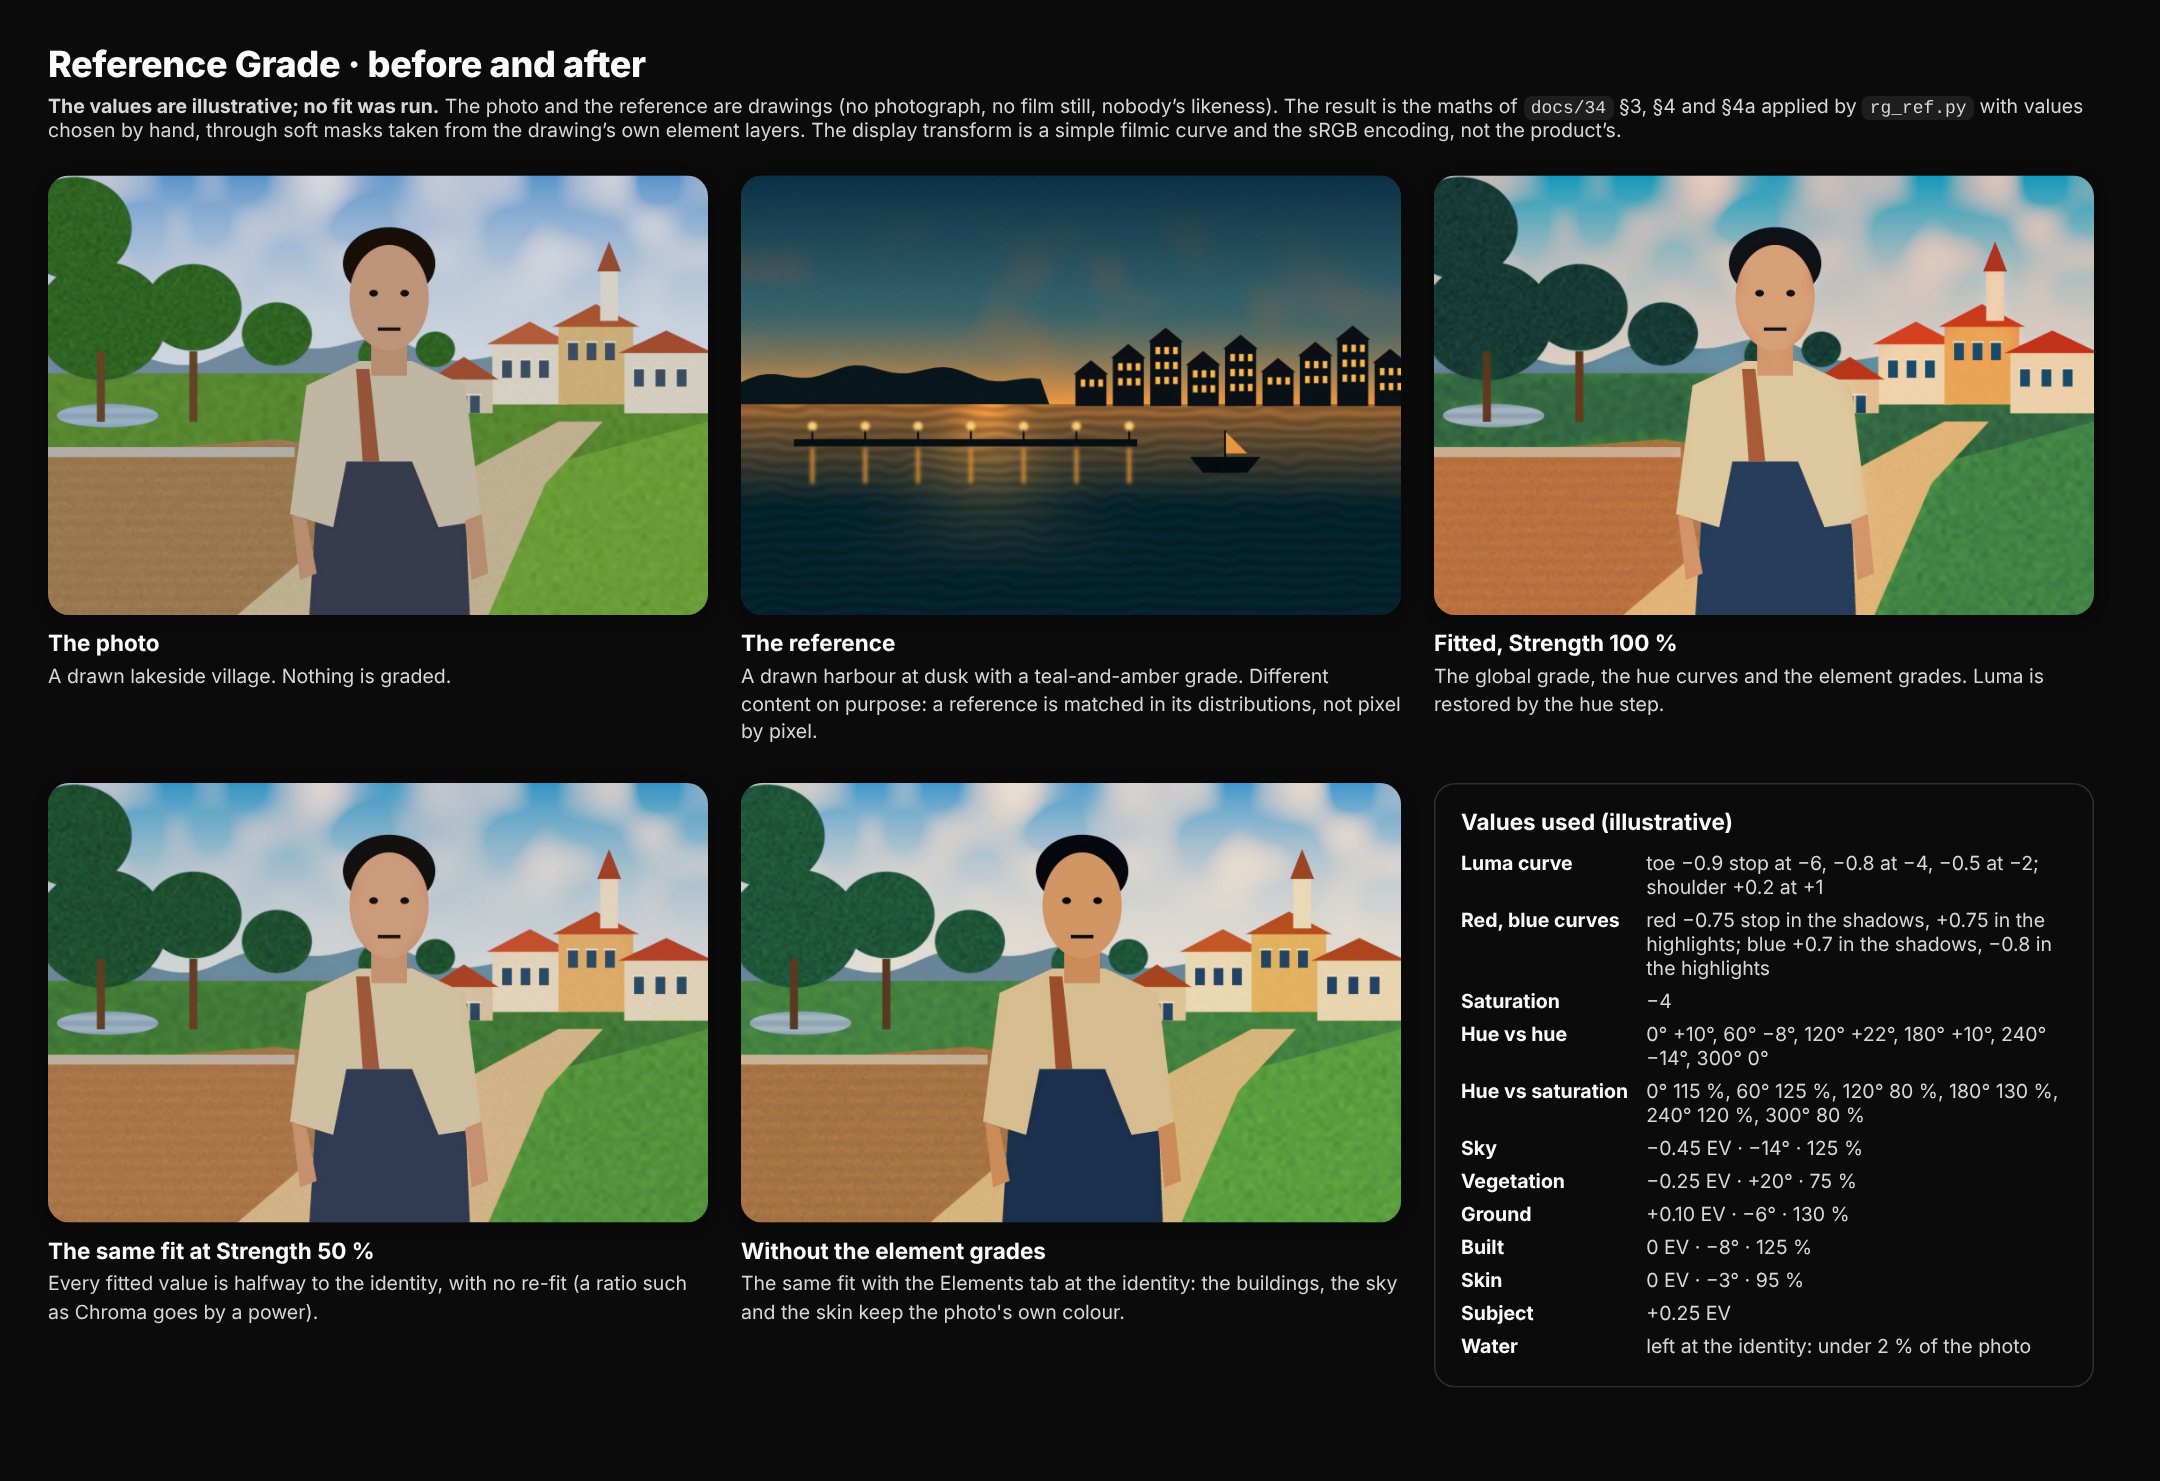 Reference Grade · before and after
The values are illustrative; no fit was run. The photo and the reference are drawings (no photograph, no film still, nobody’s likeness). The result is the maths of docs/34 §3, §4 and §4a applied by rg_ref.py with values
chosen by hand, through soft masks taken from the drawing’s own element layers. The display transform is a simple filmic curve and the sRGB encoding, not the product’s.
The photo
A drawn lakeside village. Nothing is graded.
The reference
A drawn harbour at dusk with a teal-and-amber grade. Different
content on purpose: a reference is matched in its distributions, not pixel
by pixel.
Fitted, Strength 100 %
The global grade, the hue curves and the element grades. Luma is
restored by the hue step.
The same fit at Strength 50 %
Every fitted value is halfway to the identity, with no re-fit (a ratio such
as Chroma goes by a power).
Without the element grades
The same fit with the Elements tab at the identity: the buildings, the sky
and the skin keep the photo's own colour.
Values used (illustrative)
Luma curve toe −0.9 stop at −6, −0.8 at −4, −0.5 at −2;
shoulder +0.2 at +1
Red, blue curves red −0.75 stop in the shadows, +0.75 in the
highlights; blue +0.7 in the shadows, −0.8 in
the highlights
Saturation −4
Hue vs hue 0° +10°, 60° −8°, 120° +22°, 180° +10°, 240°
−14°, 300° 0°
Hue vs saturation 0° 115 %, 60° 125 %, 120° 80 %, 180° 130 %,
240° 120 %, 300° 80 %
Sky −0.45 EV · −14° · 125 %
Vegetation −0.25 EV · +20° · 75 %
Ground +0.10 EV · −6° · 130 %
Built 0 EV · −8° · 125 %
Skin 0 EV · −3° · 95 %
Subject +0.25 EV
Water left at the identity: under 2 % of the photo